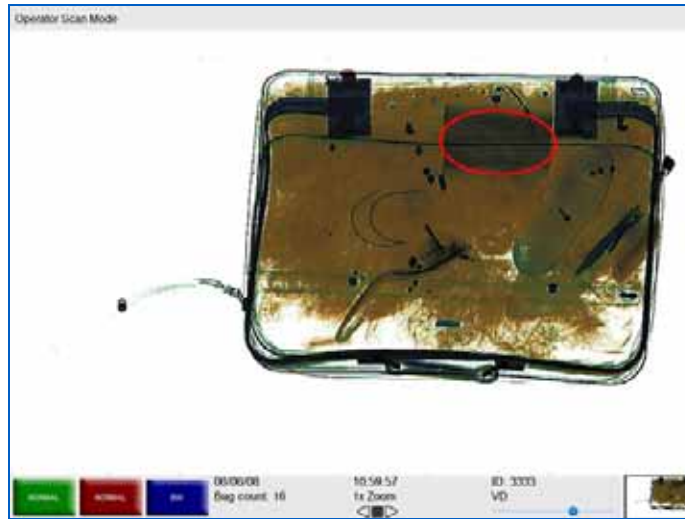 Operator Scan Mode
NORMAL
NORMAL
B/W
06/06/08
Bag count: 16
10:59:57
1x Zoom
ID: 3333
VD